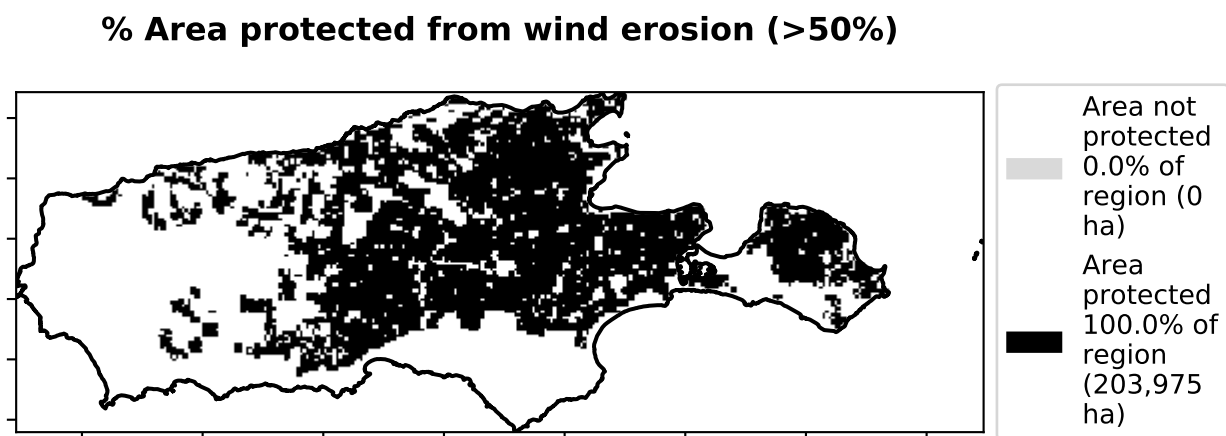 % Area protected from wind erosion (>50%)
Area not
protected
0.0% of
region (0
ha)
Area
protected
100.0% of
region
(203,975
ha)